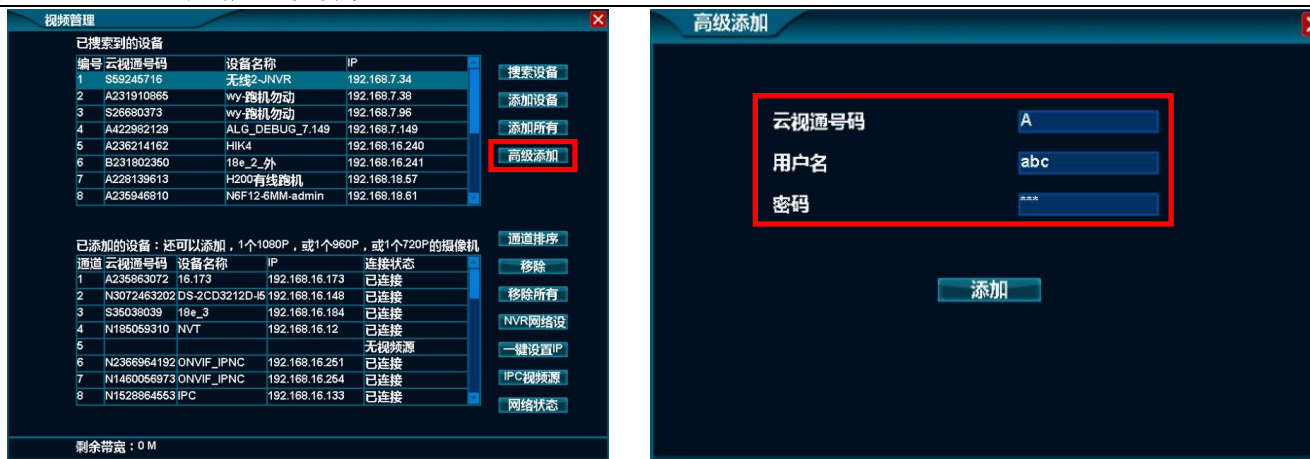 视频管理
已搜索到的设备
编号 云视通号码 设备名称 IP
1 S59245716 无线2-JNVR 192.168.7.34
2 A231910865 wy-跑机勿动 192.168.7.38
3 S26680373 wy-跑机勿动 192.168.7.96
4 A422982129 ALG_DEBUG_7.149 192.168.7.149
5 A236214162 HIK4 192.168.16.240
6 B231802350 18e_2_外 192.168.16.241
7 A228139613 H200有线跑机 192.168.18.57
8 A235946810 N6F12-6MM-admin 192.168.18.61
搜索设备
添加设备
添加所有
高级添加
已添加的设备：还可以添加，1个1080P，或1个960P，或1个720P的摄像机
通道 云视通号码 设备名称 IP 连接状态
1 A235863072 16.173 192.168.16.173 已连接
2 N3072463202 DS-2CD3212D-I5 192.168.16.148 已连接
3 S35038039 18e_3 192.168.16.184 已连接
4 N185059310 NVT 192.168.16.12 已连接
5 无视频源
6 N2366964192 ONVIF_IPNC 192.168.16.251 已连接
7 N1460056973 ONVIF_IPNC 192.168.16.254 已连接
8 N1528864553 IPC 192.168.16.133 已连接
通道排序
移除
移除所有
NVR网络设
一键设置IP
IPC视频源
网络状态
剩余带宽：0 M
高级添加
云视通号码 A
用户名 abc
密码 ***
添加